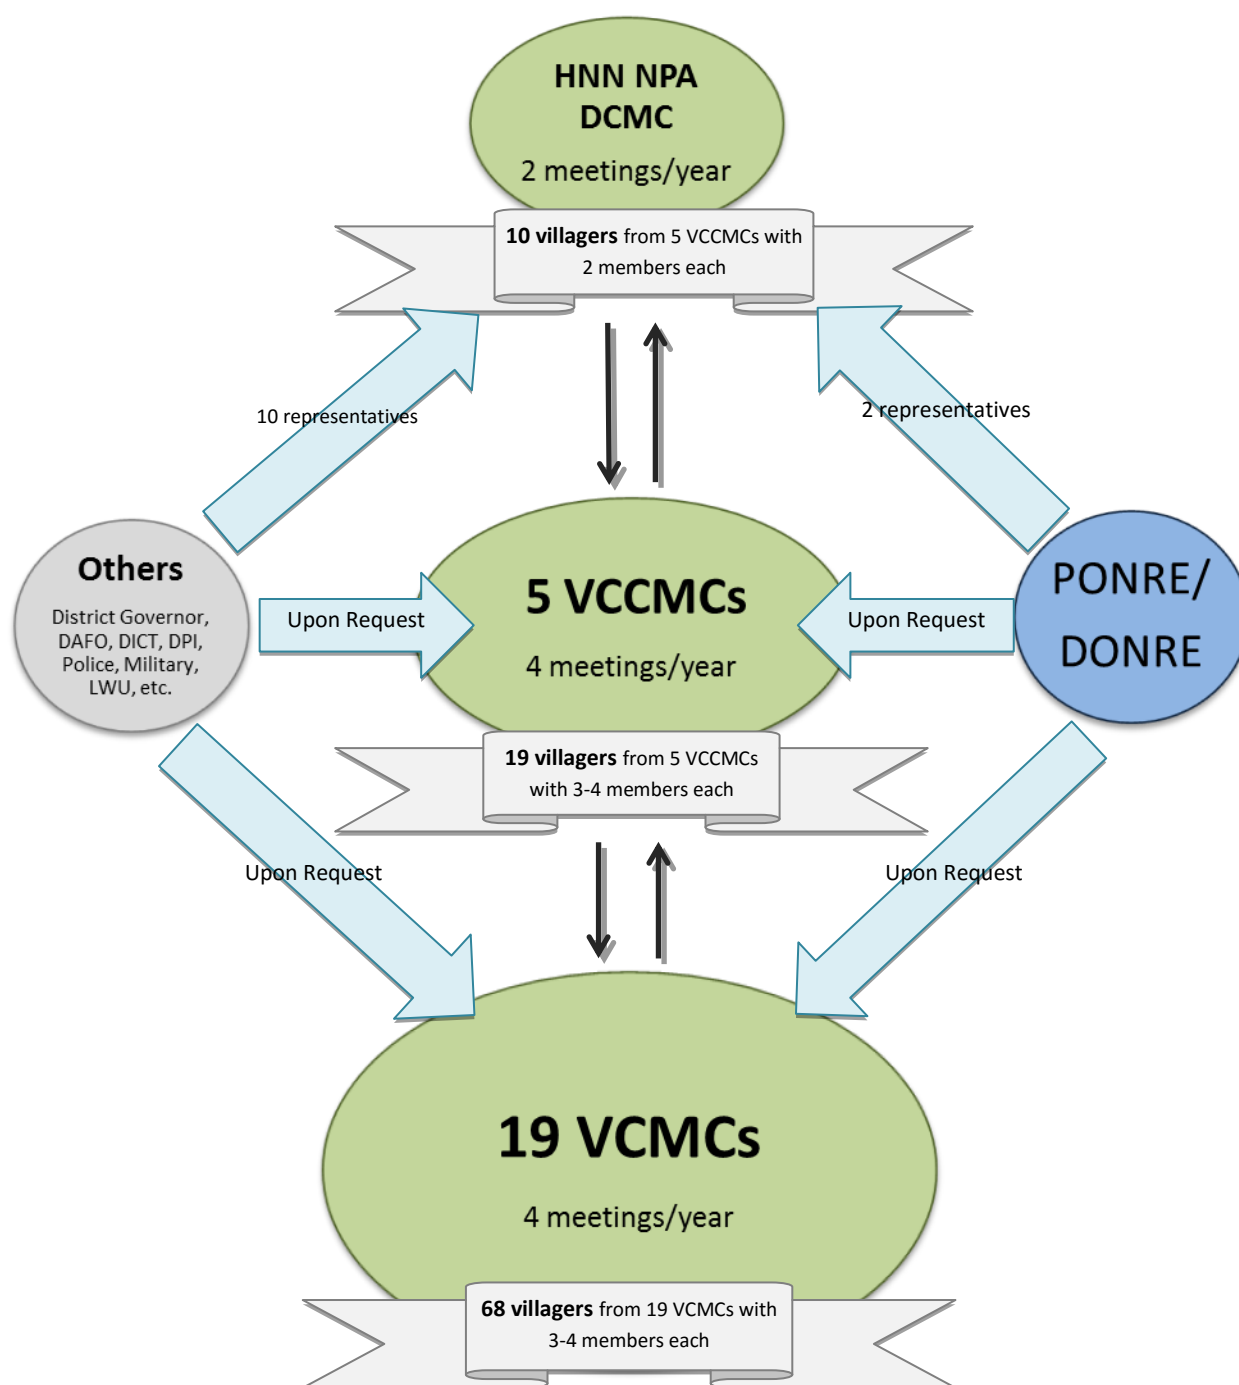 HNN NPA
DCMC
2 meetings/year
10 villagers from 5 VCCMCs with
2 members each
10 representatives
2 representatives
Others
District Governor,
DAFO, DICT, DPI,
Police, Military,
LWU, etc.
Upon Request
5 VCCMCs
4 meetings/year
Upon Request
PONRE/
DONRE
19 villagers from 5 VCCMCs
with 3-4 members each
Upon Request
Upon Request
19 VCMCs
4 meetings/year
68 villagers from 19 VCMCs with
3-4 members each